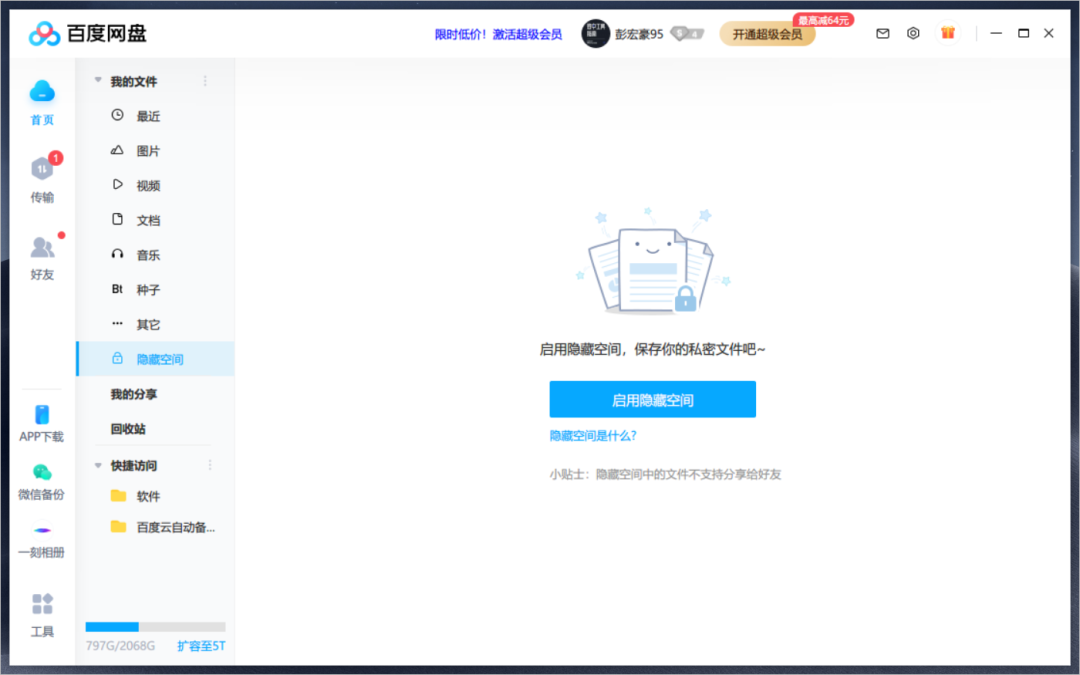 百度网盘
限时低价！激活超级会员
彭宏豪95
开通超级会员
最高减64元
首页
1
传输
好友
APP下载
微信备份
一刻相册
工具
我的文件
最近
图片
视频
文档
音乐
Bt 种子
其它
隐藏空间
我的分享
回收站
快捷访问
软件
百度云自动备...
797G/2068G 扩容至5T
启用隐藏空间，保存你的私密文件吧~
启用隐藏空间
隐藏空间是什么?
小贴士：隐藏空间中的文件不支持分享给好友